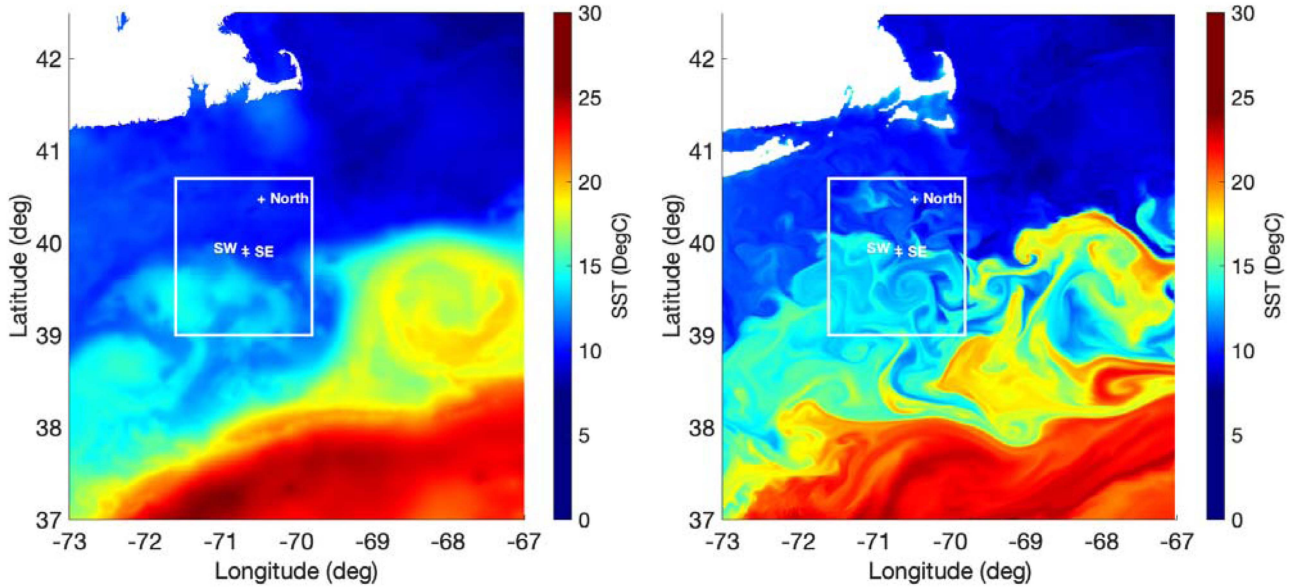 42
41
40
39
38
37
Latitude (deg)
-73 -72 -71 -70 -69 -68 -67
Longitude (deg)
+ North
SW + SE
30
25
20
15
10
5
0
SST (DegC)
42
41
40
39
38
37
Latitude (deg)
-73 -72 -71 -70 -69 -68 -67
Longitude (deg)
+ North
SW + SE
30
25
20
15
10
5
0
SST (DegC)